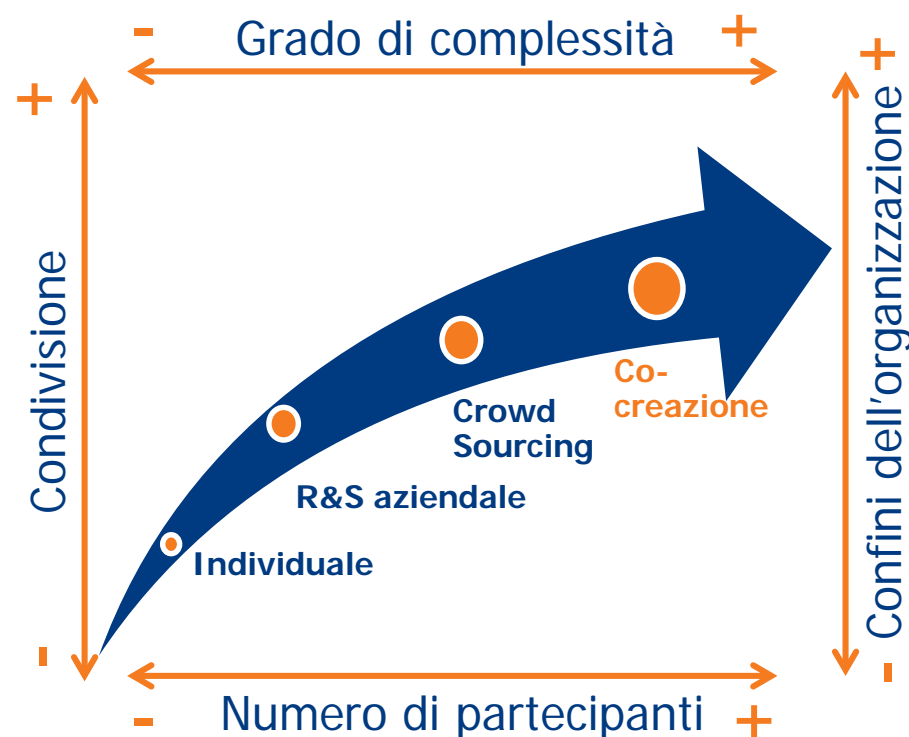 - Grado di complessità +
+
+
Condivisione
Confini dell'organizzazione
Co-
creazione
Crowd
Sourcing
R&S aziendale
Individuale
-
-
- Numero di partecipanti +